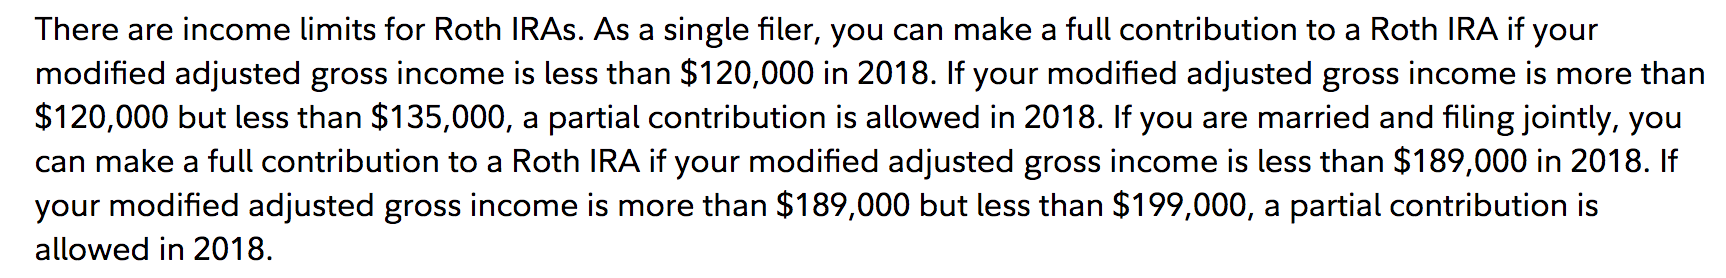 There are income limits for Roth IRAs. As a single filer, you can make a full contribution to a Roth IRA if your
modified adjusted gross income is less than $120,000 in 2018. If your modified adjusted gross income is more than
$120,000 but less than $135,000, a partial contribution is allowed in 2018. If you are married and filing jointly, you
can make a full contribution to a Roth IRA if your modified adjusted gross income is less than $189,000 in 2018. If
your modified adjusted gross income is more than $189,000 but less than $199,000, a partial contribution is
allowed in 2018.